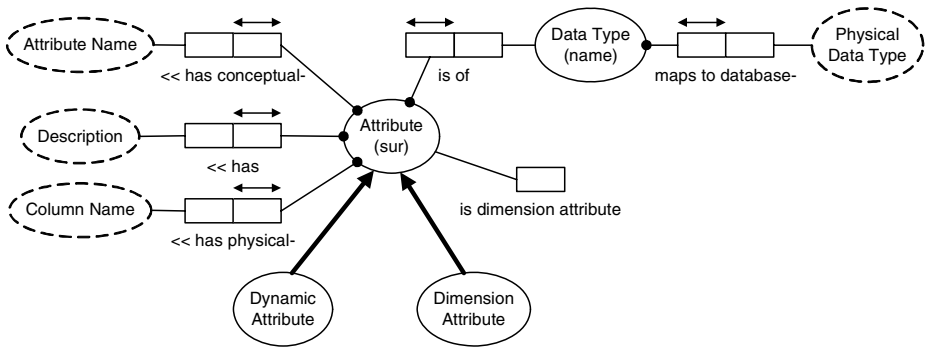 Attribute Name
<< has conceptual-
is of
Data Type
(name)
maps to database-
Physical
Data Type
Description
<< has
Attribute
(sur)
Column Name
<< has physical-
is dimension attribute
Dynamic
Attribute
Dimension
Attribute